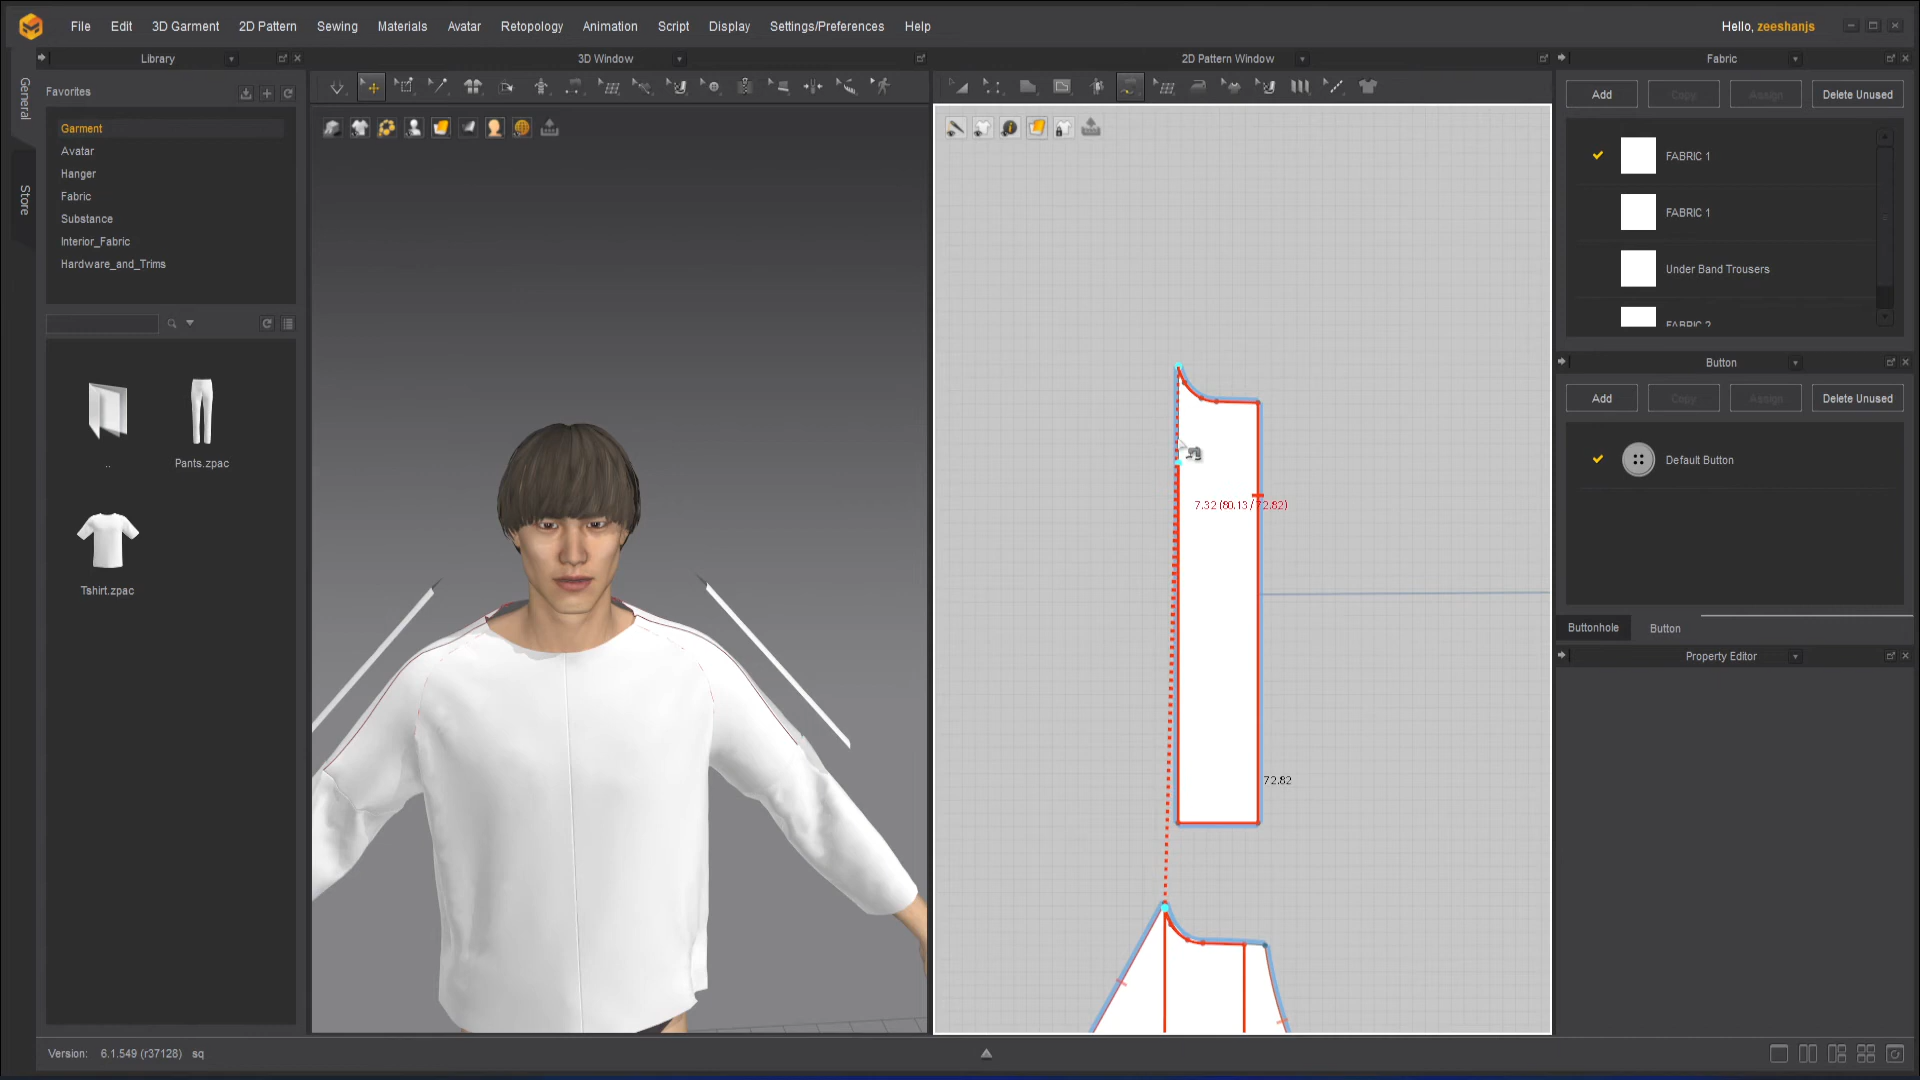 File Edit 3D Garment 2D Pattern Sewing Materials Avatar Retopology Animation Script Display Settings/Preferences Help
Hello, zeeshanjs
Library
3D Window
2D Pattern Window
Fabric
General
Store
Favorites
Garment
Avatar
Hanger
Fabric
Substance
Interior_Fabric
Hardware_and_Trims
..
Pants.zpac
Tshirt.zpac
7.32 (80.13 / 72.82)
72.82
Add Copy Assign Delete Unused
FABRIC 1
FABRIC 1
Under Band Trousers
FABRIC 2
Button
Add Copy Assign Delete Unused
Default Button
Buttonhole Button
Property Editor
Version: 6.1.549 (r37128) sq